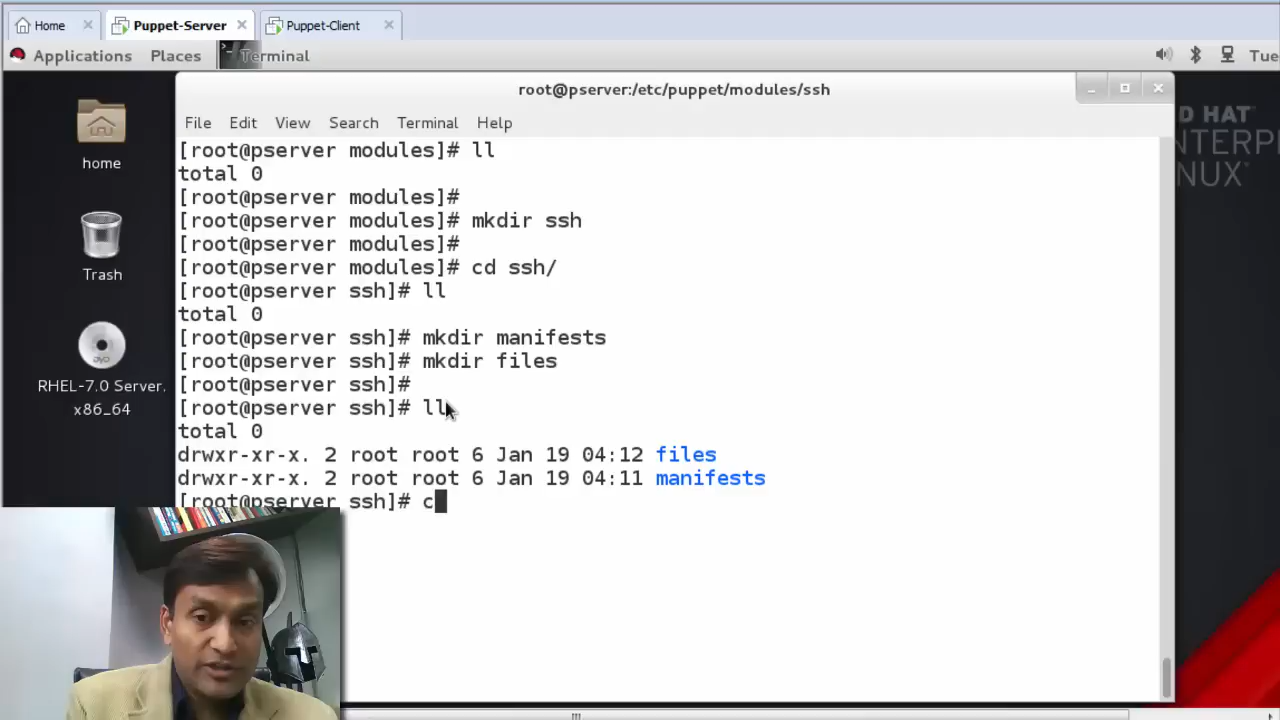 Home
Puppet-Server
Puppet-Client
Applications Places Terminal
Tue
root@pserver:/etc/puppet/modules/ssh
File Edit View Search Terminal Help
[root@pserver modules]# ll
total 0
[root@pserver modules]#
[root@pserver modules]# mkdir ssh
[root@pserver modules]#
[root@pserver modules]# cd ssh/
[root@pserver ssh]# ll
total 0
[root@pserver ssh]# mkdir manifests
[root@pserver ssh]# mkdir files
[root@pserver ssh]#
[root@pserver ssh]# ll
total 0
drwxr-xr-x. 2 root root 6 Jan 19 04:12 files
drwxr-xr-x. 2 root root 6 Jan 19 04:11 manifests
[root@pserver ssh]# c
home
Trash
RHEL-7.0 Server.
x86_64
D HAT
NTERP
NUX